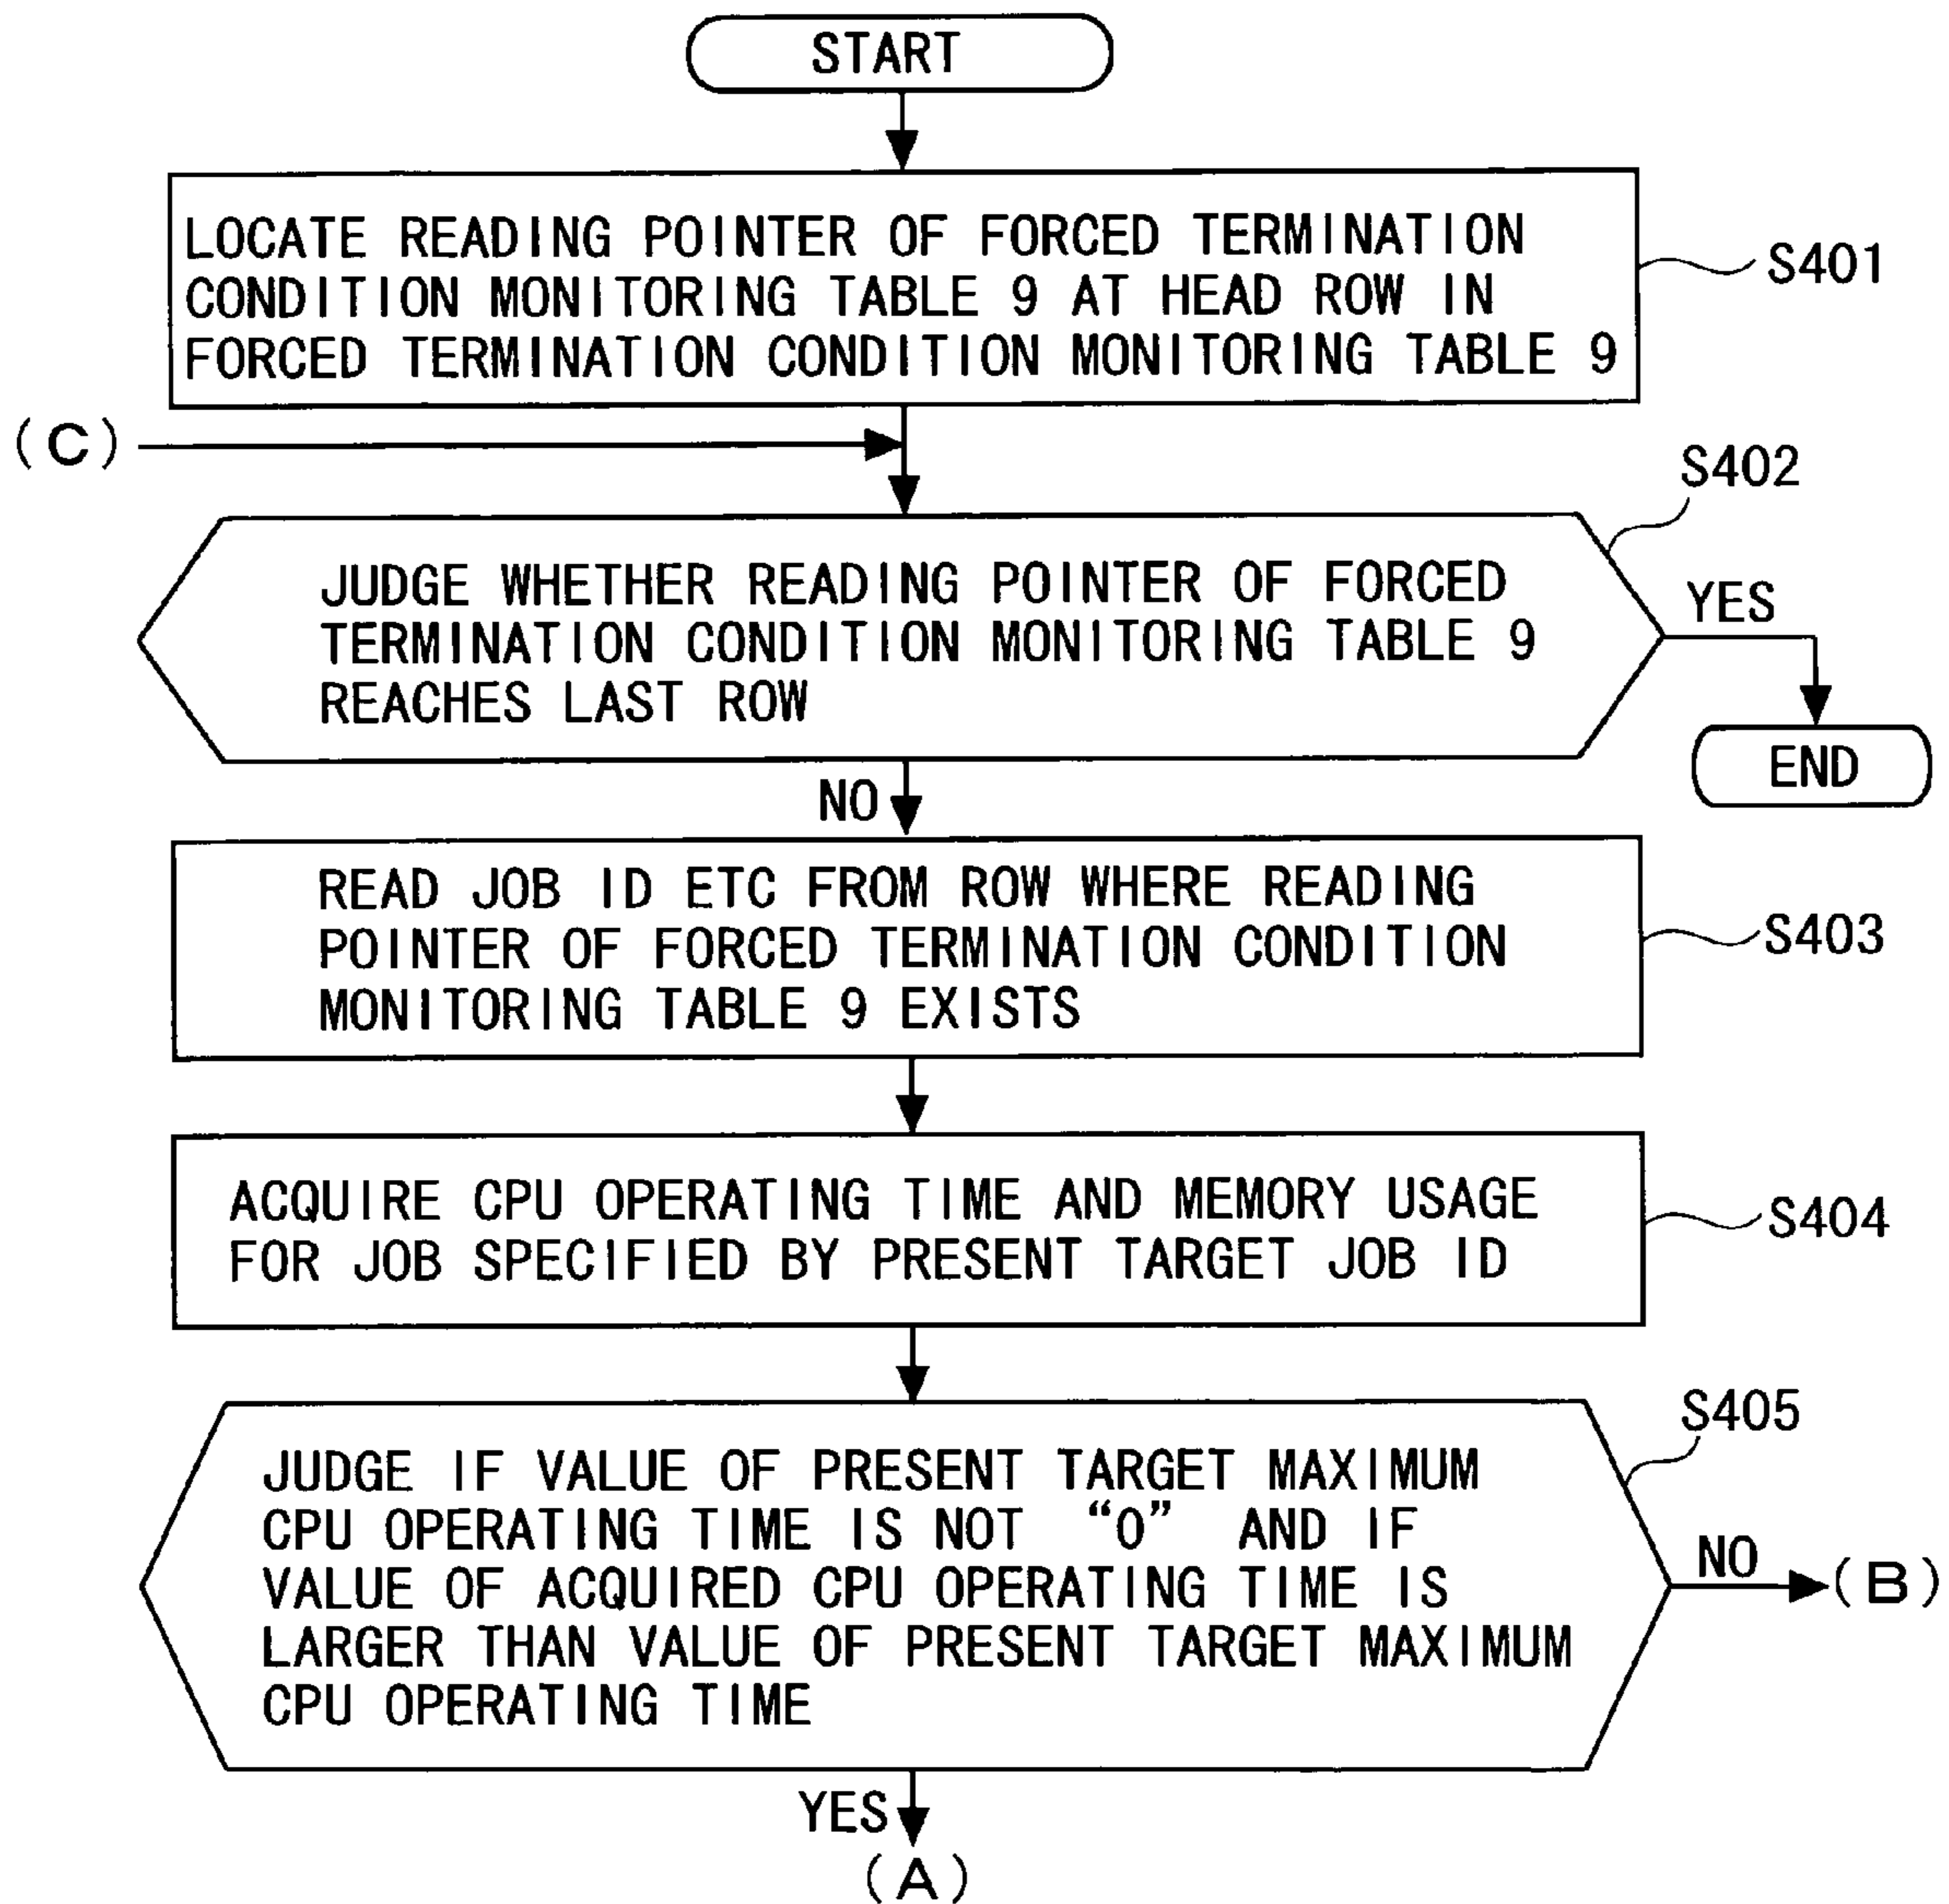 START
LOCATE READING POINTER OF FORCED TERMINATION
CONDITION MONITORING TABLE 9 AT HEAD ROW IN
FORCED TERMINATION CONDITION MONITORING TABLE 9
S401
(C)
S402
JUDGE WHETHER READING POINTER OF FORCED
TERMINATION CONDITION MONITORING TABLE 9
REACHES LAST ROW
YES
END
NO
READ JOB ID ETC FROM ROW WHERE READING
POINTER OF FORCED TERMINATION CONDITION
MONITORING TABLE 9 EXISTS
S403
ACQUIRE CPU OPERATING TIME AND MEMORY USAGE
FOR JOB SPECIFIED BY PRESENT TARGET JOB ID
S404
S405
JUDGE IF VALUE OF PRESENT TARGET MAXIMUM
CPU OPERATING TIME IS NOT “0” AND IF
VALUE OF ACQUIRED CPU OPERATING TIME IS
LARGER THAN VALUE OF PRESENT TARGET MAXIMUM
CPU OPERATING TIME
NO
(B)
YES
(A)